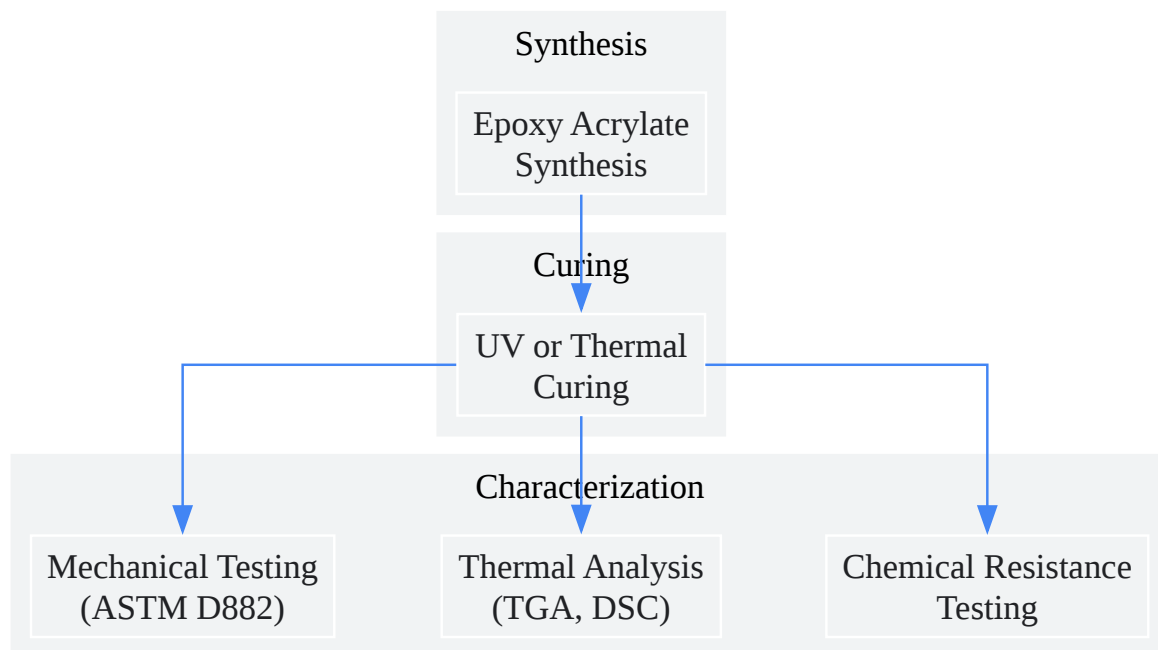 Synthesis
Epoxy Acrylate
Synthesis
Curing
UV or Thermal
Curing
Characterization
Mechanical Testing
(ASTM D882)
Thermal Analysis
(TGA, DSC)
Chemical Resistance
Testing